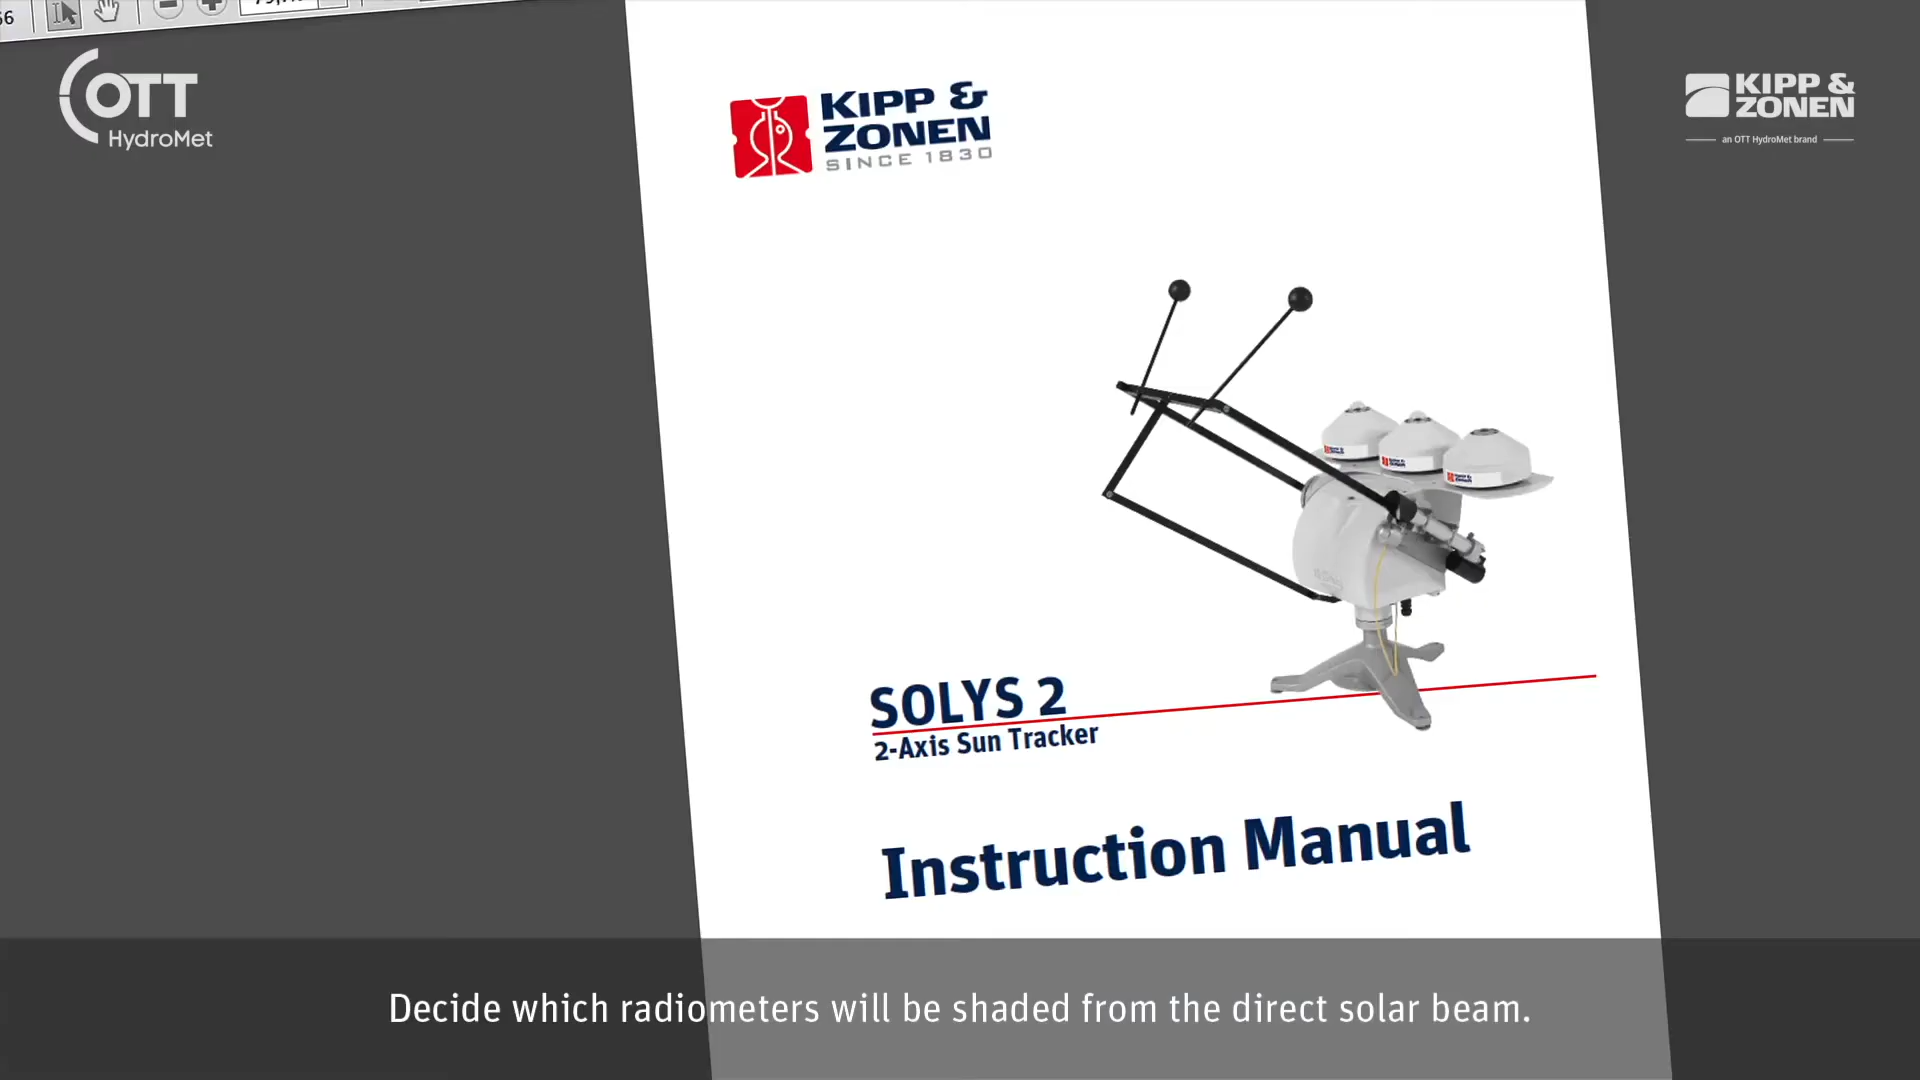 OTT
HydroMet
KIPP &
ZONEN
an OTT HydroMet brand
KIPP &
ZONEN
SINCE 1830
SOLYS 2
2-Axis Sun Tracker
Instruction Manual
Decide which radiometers will be shaded from the direct solar beam.